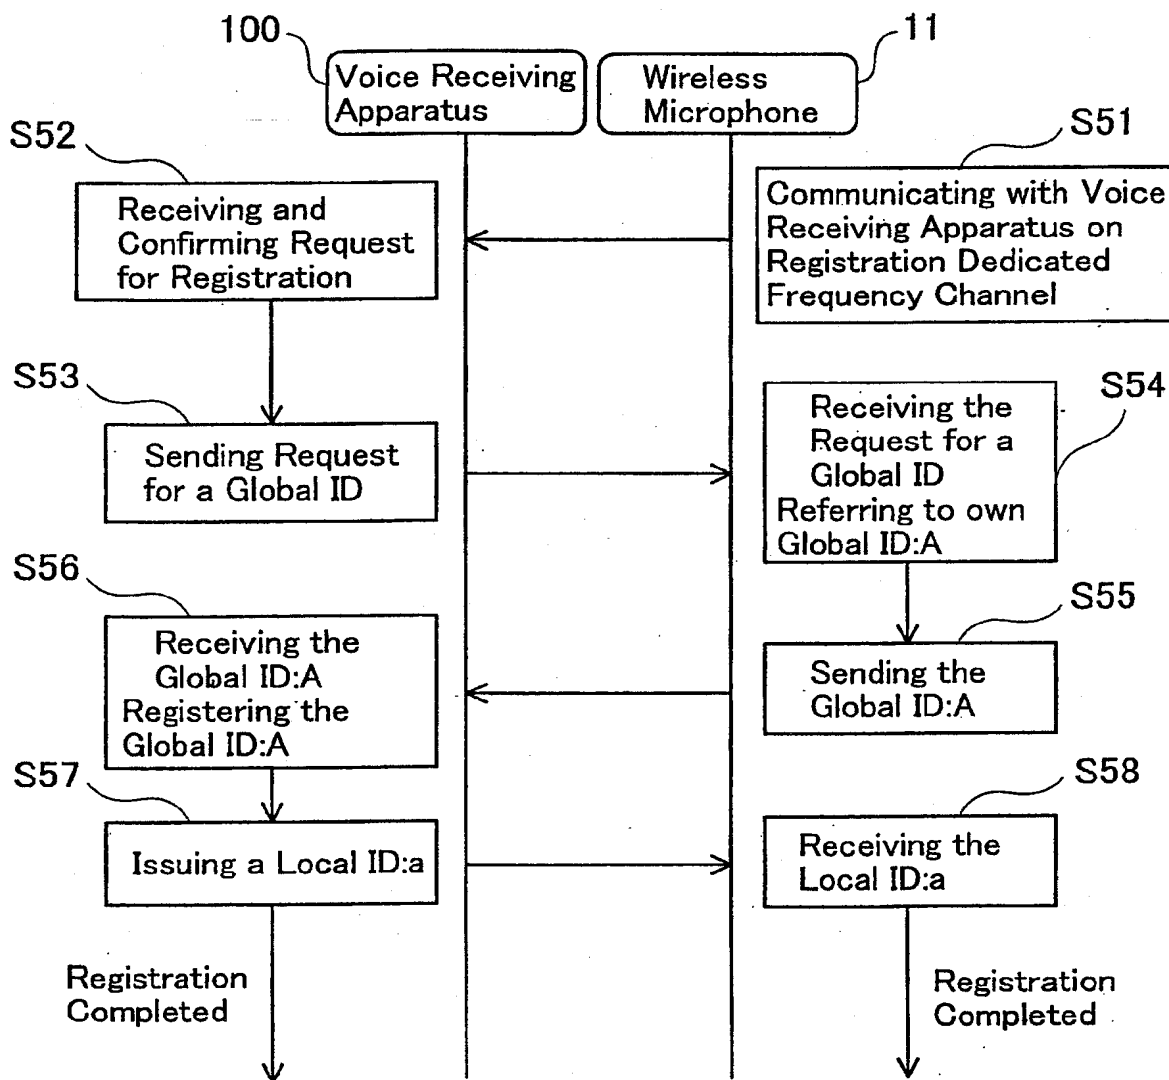 100
11
Voice Receiving
Apparatus
Wireless
Microphone
S52
S51
Receiving and
Confirming Request
for Registration
Communicating with Voice
Receiving Apparatus on
Registration Dedicated
Frequency Channel
S53
S54
Sending Request
for a Global ID
Receiving the
Request for a
Global ID
Referring to own
Global ID:A
S56
S55
Receiving the
Global ID:A
Registering the
Global ID:A
Sending the
Global ID:A
S57
S58
Issuing a Local ID:a
Receiving the
Local ID:a
Registration
Completed
Registration
Completed